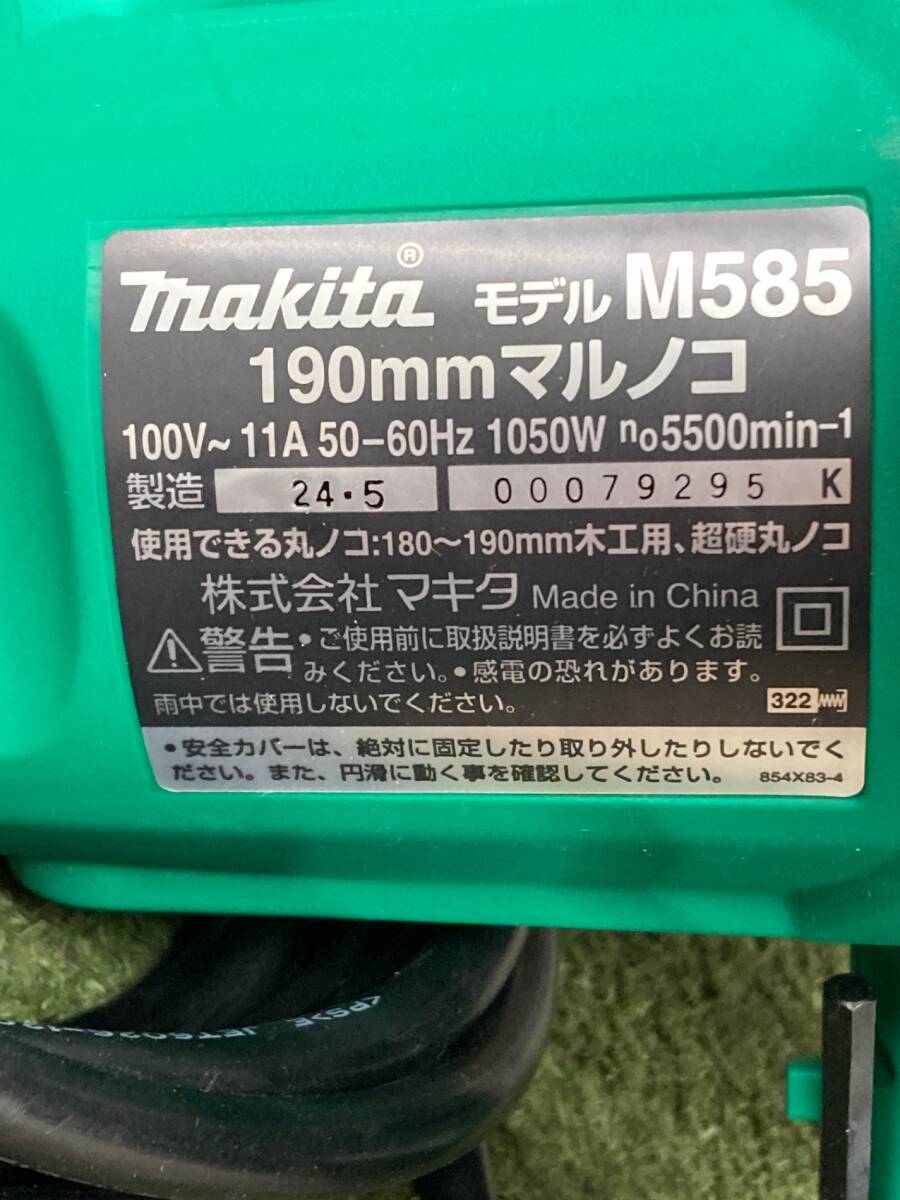 makita® モデル M585
190mmマルノコ
100V~ 11A 50-60Hz 1050W no5500min-1
製造 24.5 00079295 K
使用できる丸ノコ:180~190mm木工用、超硬丸ノコ
株式会社マキタ Made in China
警告 •ご使用前に取扱説明書を必ずよくお読
みください。•感電の恐れがあります。
雨中では使用しないでください。 322
•安全カバーは、絶対に固定したり取り外したりしないでく
ださい。また、円滑に動く事を確認してください。 854X83-4
<PS>E JET